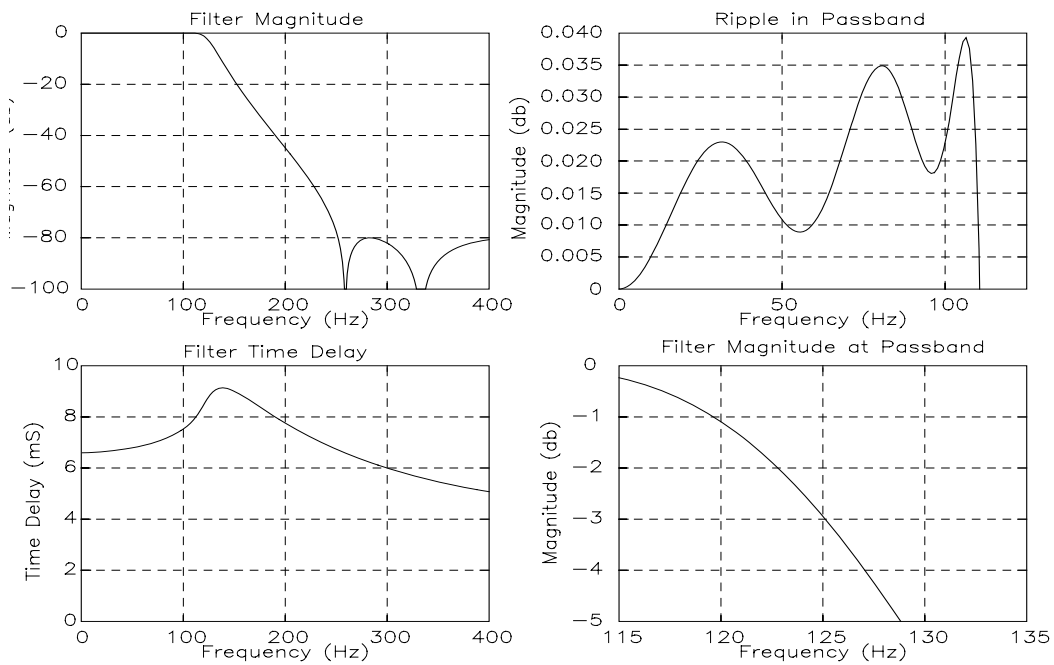 Filter Magnitude
0
−20
−40
−60
−80
−100
0 100 200 300 400
Frequency (Hz)
Ripple in Passband
Magnitude (db)
0.040
0.035
0.030
0.025
0.020
0.015
0.010
0.005
0
0 50 100
Frequency (Hz)
Filter Time Delay
Time Delay (mS)
10
8
6
4
2
0
0 100 200 300 400
Frequency (Hz)
Filter Magnitude at Passband
Magnitude (db)
0
−1
−2
−3
−4
−5
115 120 125 130 135
Frequency (Hz)